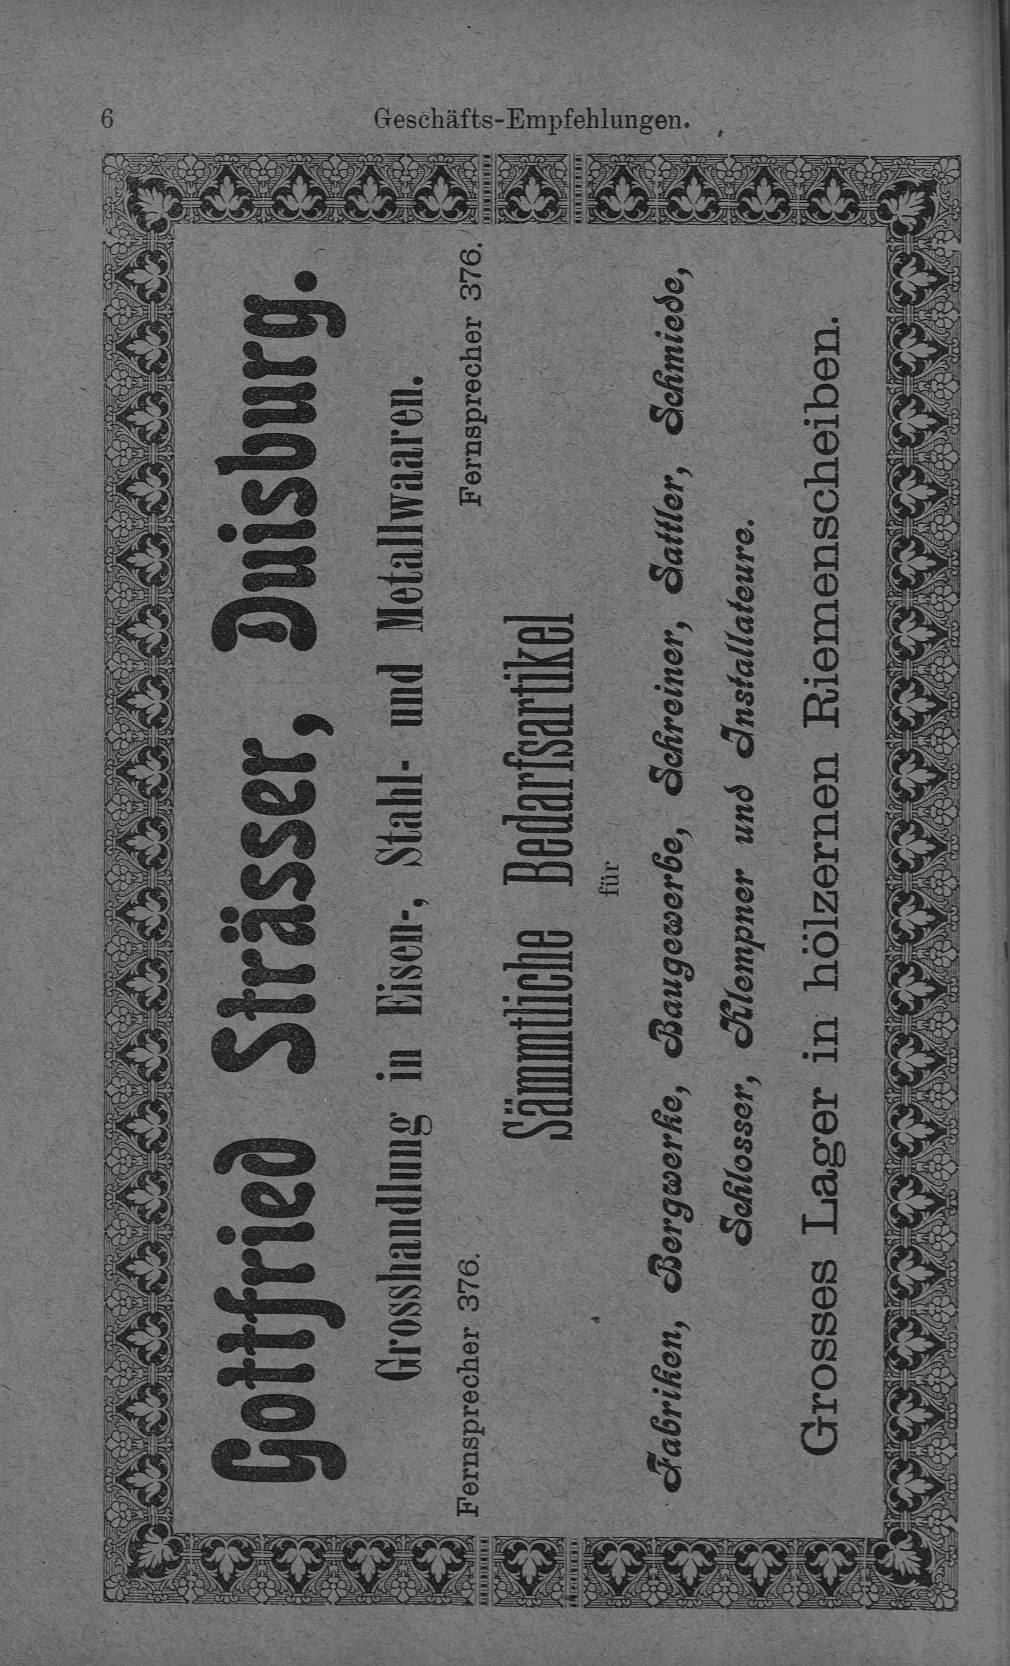 6
Geschäfts-Empfehlungen.
Gottfried Strässer, Duisburg.
Grosshandlung in Eisen-, Stahl- und Metallwaaren.
Fernsprecher 376. Fernsprecher 376.
Sämmtliche Bedarfsartikel
für
Fabriken, Bergwerke, Baugewerbe, Schreiner, Sattler, Schmiede,
Schlosser, Klempner und Installateure.
Grosses Lager in hölzernen Riemenscheiben.